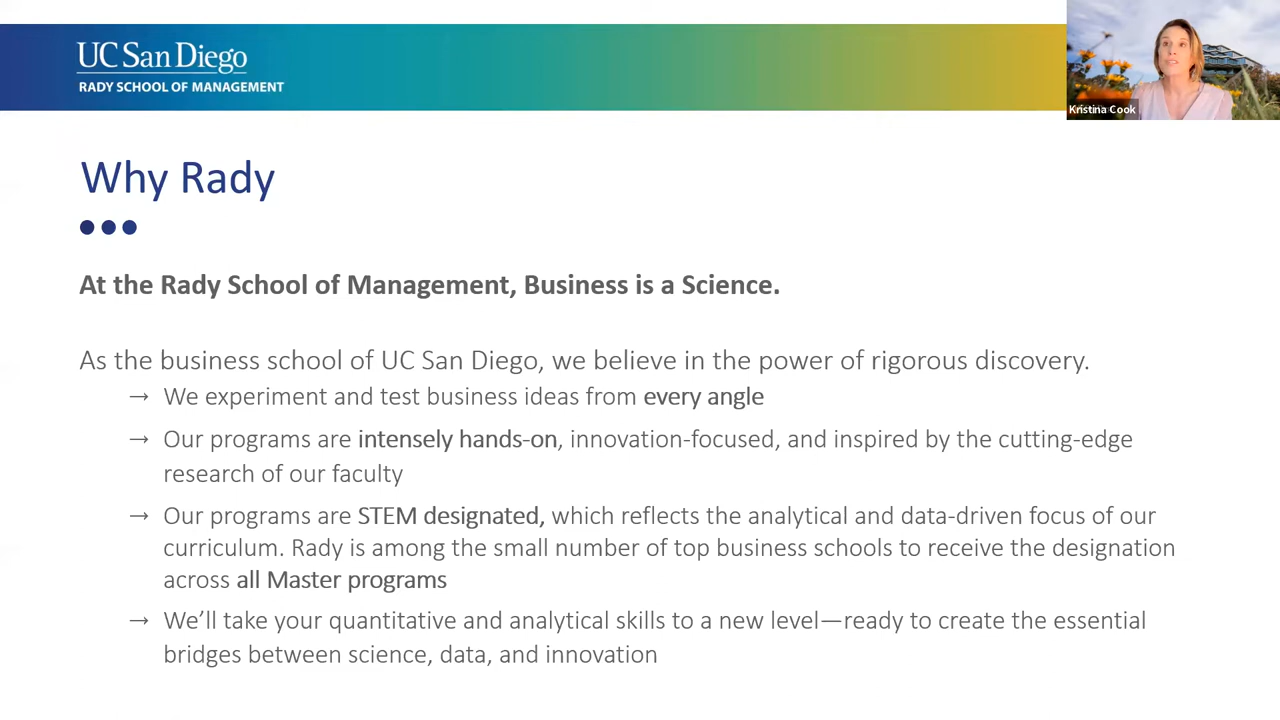 UC San Diego
RADY SCHOOL OF MANAGEMENT
Kristina Cook
Why Rady
At the Rady School of Management, Business is a Science.
As the business school of UC San Diego, we believe in the power of rigorous discovery.
→ We experiment and test business ideas from every angle
→ Our programs are intensely hands-on, innovation-focused, and inspired by the cutting-edge
research of our faculty
→ Our programs are STEM designated, which reflects the analytical and data-driven focus of our
curriculum. Rady is among the small number of top business schools to receive the designation
across all Master programs
→ We’ll take your quantitative and analytical skills to a new level—ready to create the essential
bridges between science, data, and innovation